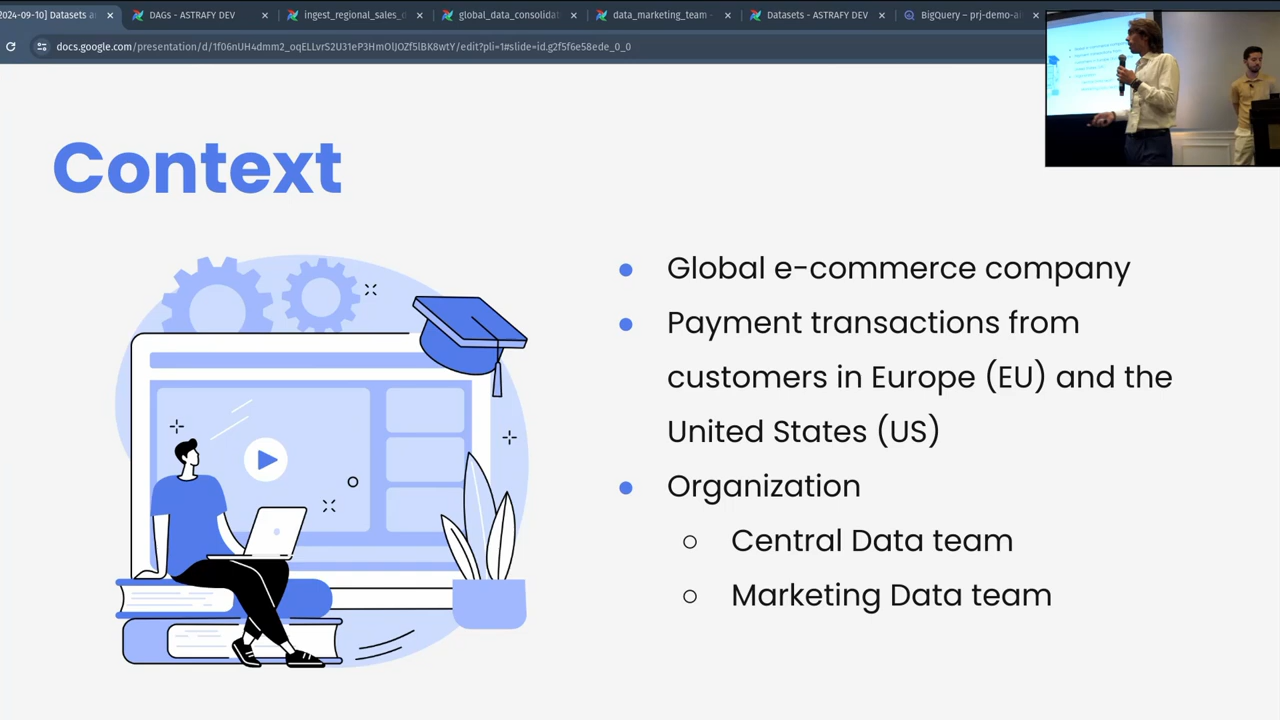 2024-09-10] Datasets a
DAGs - ASTRAFY DEV
ingest_regional_sales_d
global_data_consolidat
data_marketing_team -
Datasets - ASTRAFY DEV
BigQuery – prj-demo-ai
docs.google.com/presentation/d/1f06nUH4dmm2_oqELLvrS2U31eP3HmOlJOZf5lBK8wtY/edit?pli=1#slide=id.g2f5f6e58ede_0_0
Context
Global e-commerce company
Payment transactions from
customers in Europe (EU) and the
United States (US)
Organization
Central Data team
Marketing Data team